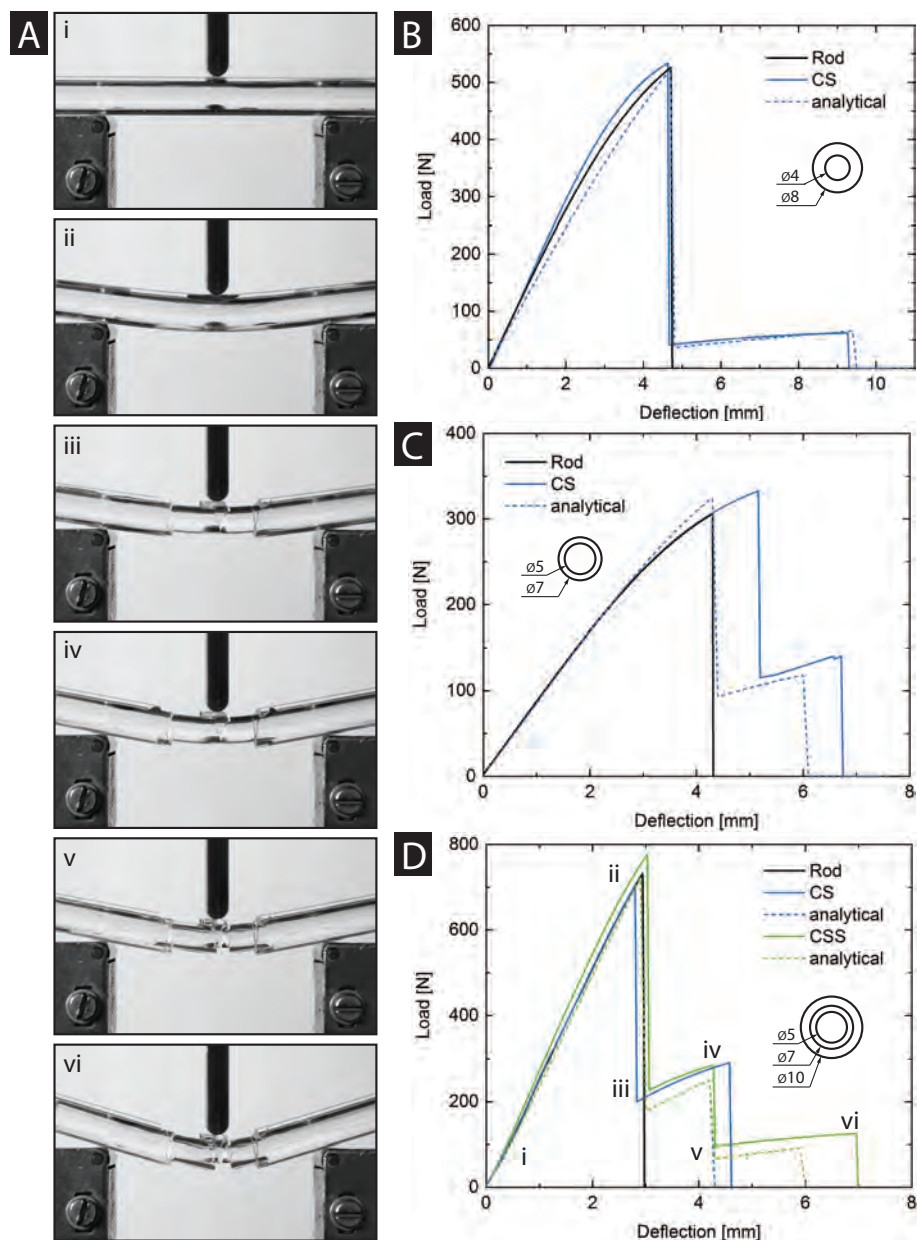 A
i
ii
iii
iv
v
vi
B
600
500
400
300
200
100
0
Load [N]
Rod
CS
analytical
ø4
ø8
0 2 4 6 8 10
Deflection [mm]
C
400
300
200
100
0
Load [N]
Rod
CS
analytical
ø5
ø7
0 2 4 6 8
Deflection [mm]
D
800
600
400
200
0
Load [N]
Rod
CS
analytical
CSS
analytical
ø5
ø7
ø10
i
ii
iii
iv
v
vi
0 2 4 6 8
Deflection [mm]